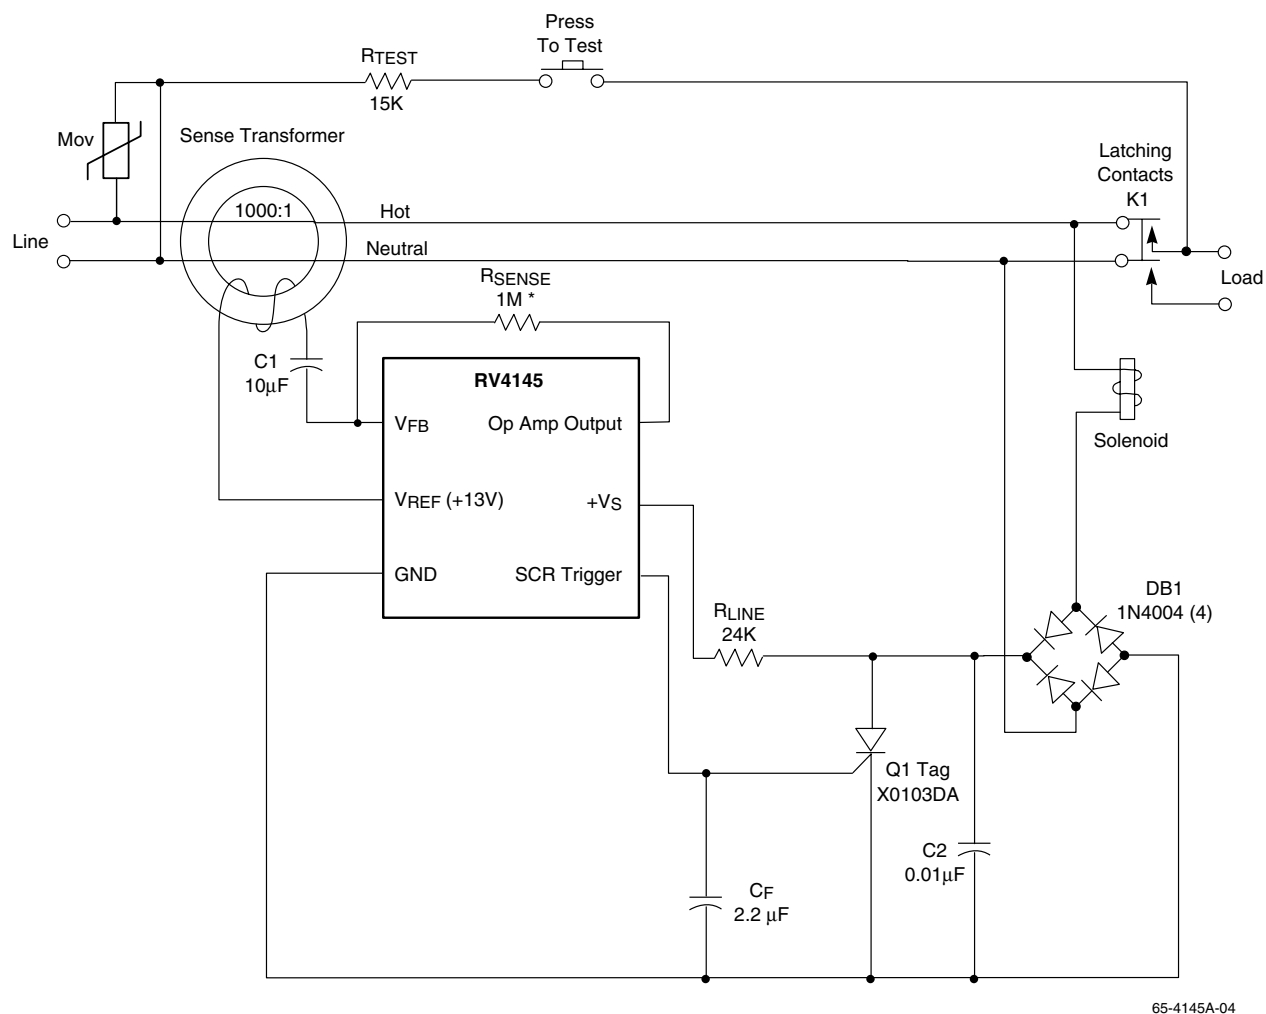 Press
To Test
RTEST
15K
Mov
Sense Transformer
Latching
Contacts
K1
1000:1
Hot
Line
Neutral
Load
RSENSE
1M *
C1
10µF
RV4145
VFB
Op Amp Output
Solenoid
VREF (+13V)
+VS
GND
SCR Trigger
DB1
1N4004 (4)
RLINE
24K
Q1 Tag
X0103DA
C2
0.01µF
CF
2.2 µF
65-4145A-04